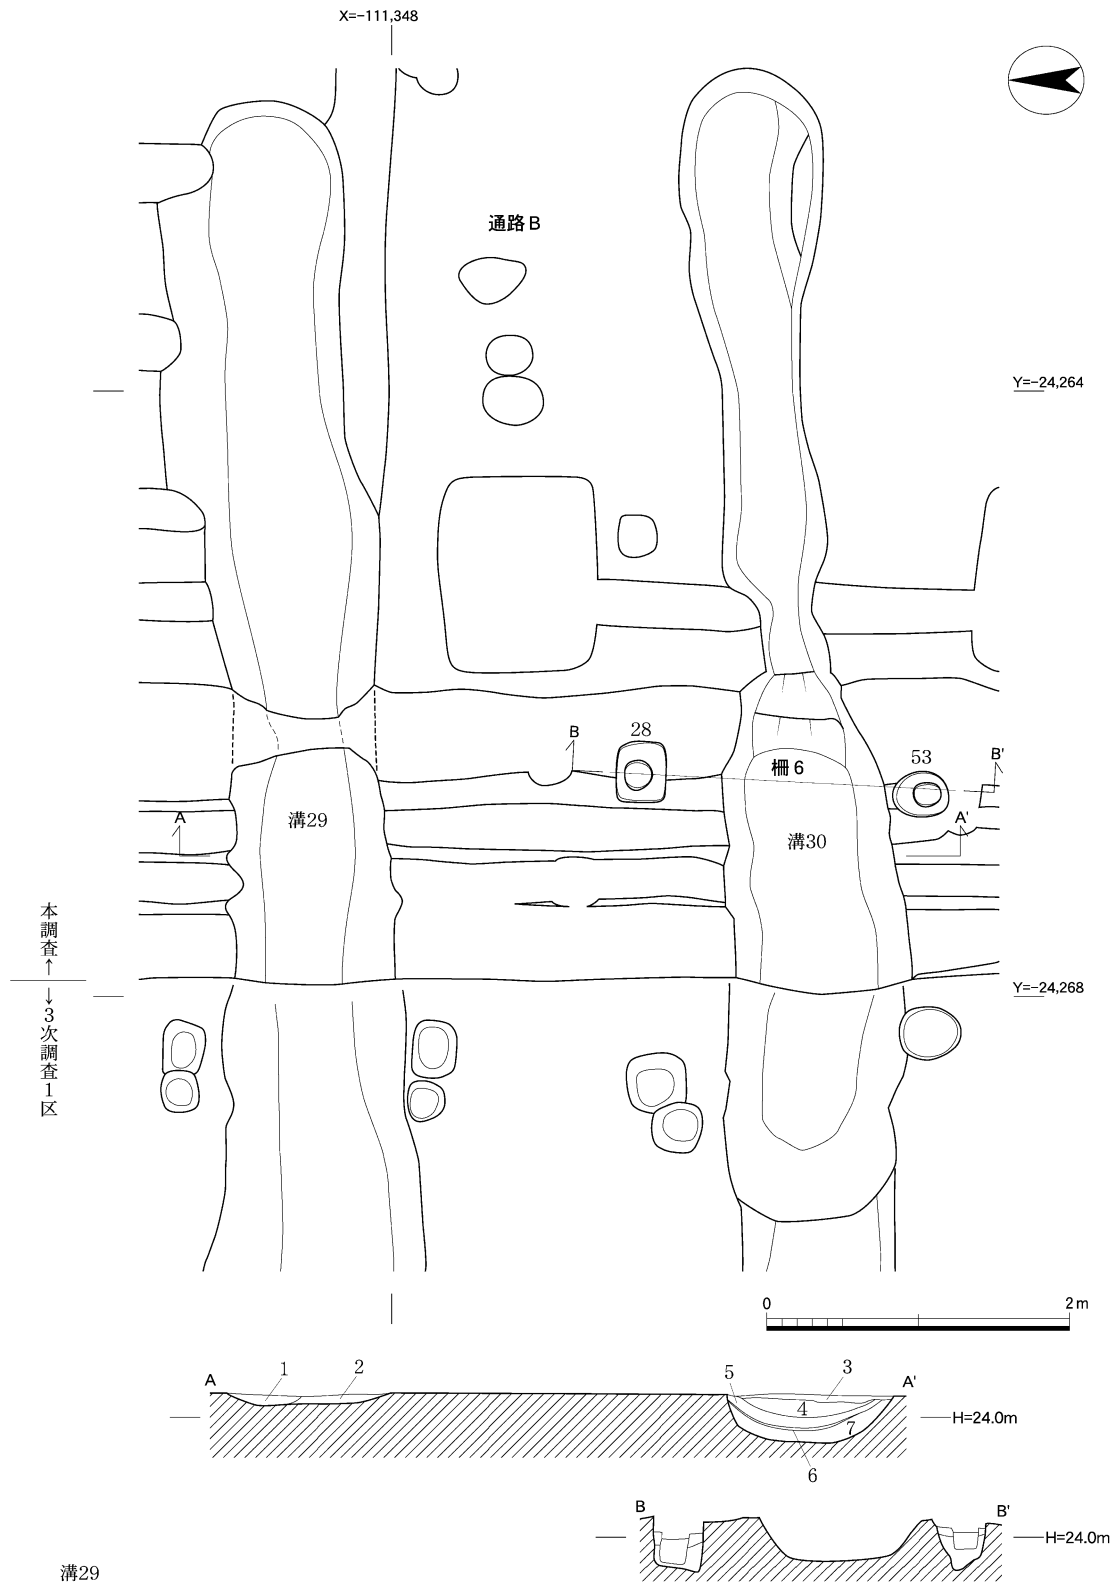 X=-111,348
通路B
Y=-24,264
28
B
53
B'
柵6
A
溝29
溝30
A'
本調査←
→3次調査1区
Y=-24,268
0 2m
1 2 5 3
A A'
4
7
H=24.0m
6
B B'
H=24.0m
溝29